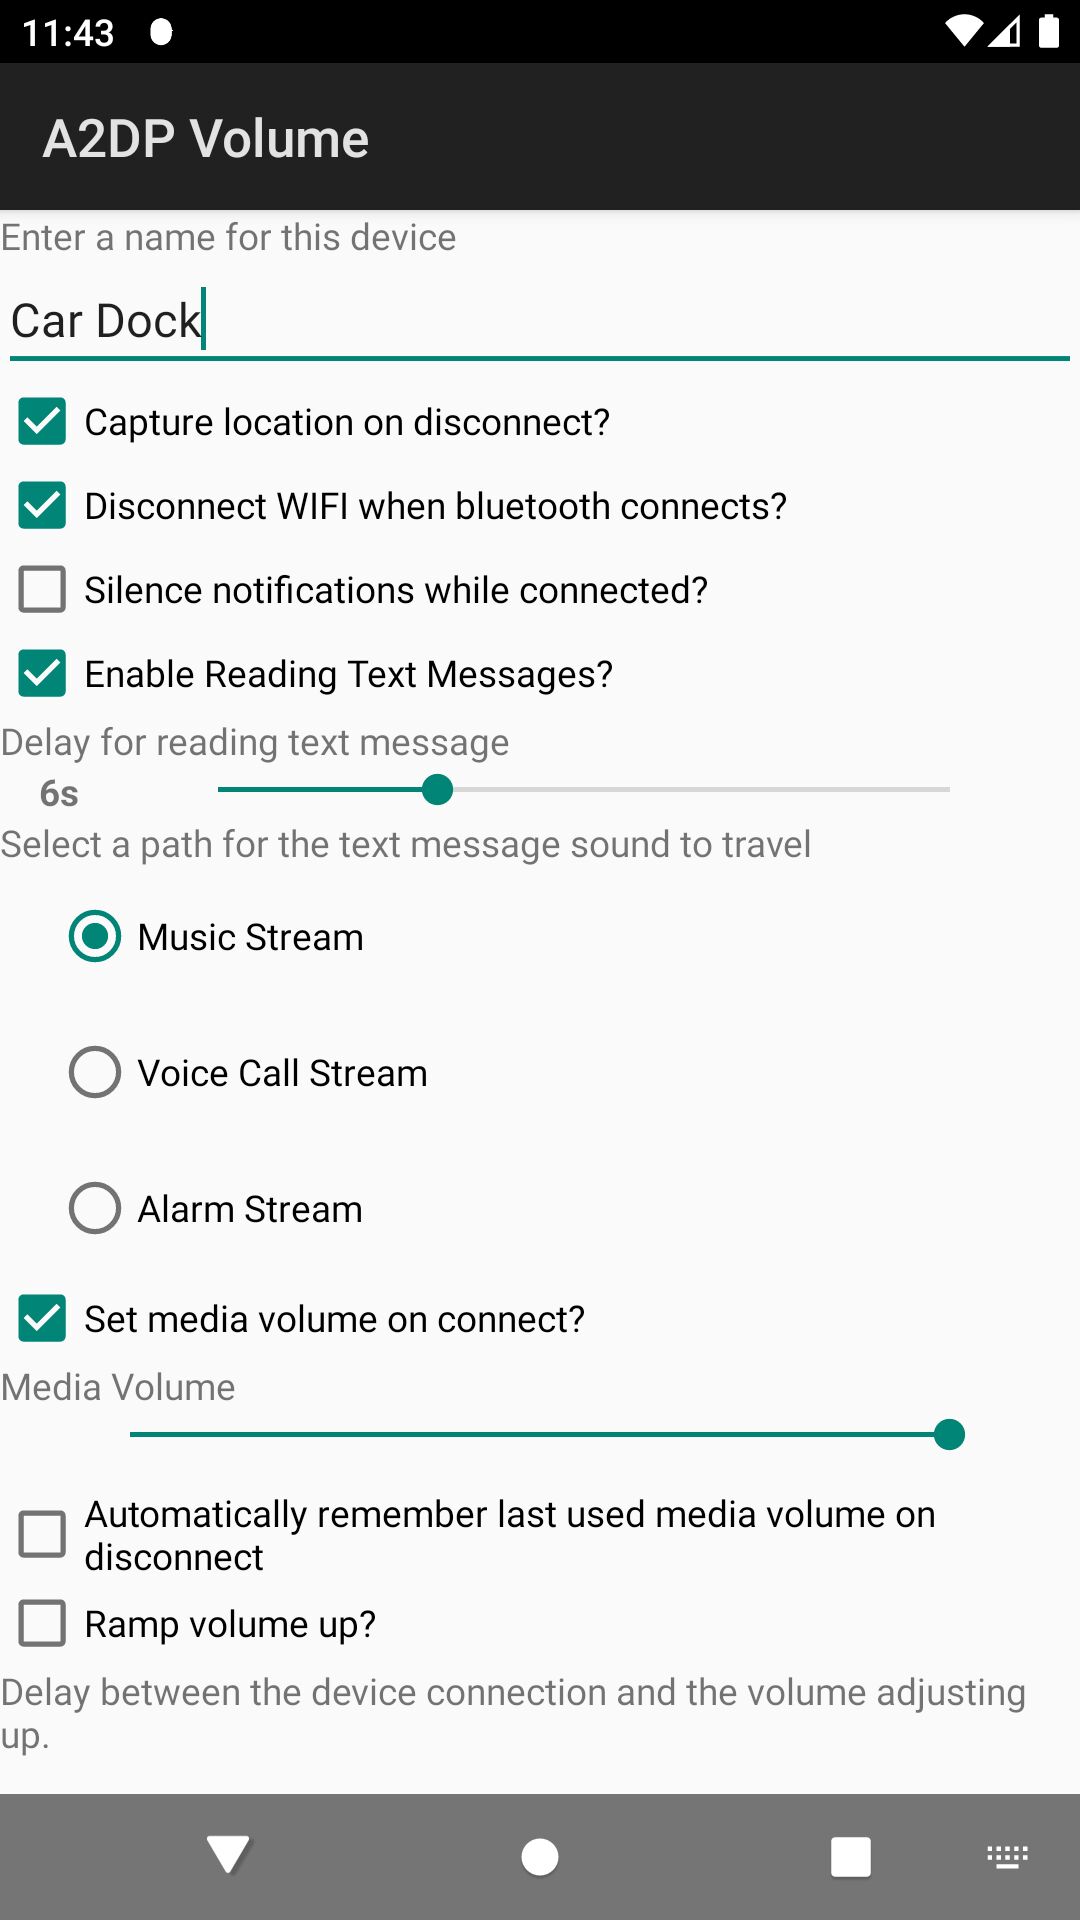 11:43
A2DP Volume
Enter a name for this device
Car Dock
Capture location on disconnect?
Disconnect WIFI when bluetooth connects?
Silence notifications while connected?
Enable Reading Text Messages?
Delay for reading text message
6s
Select a path for the text message sound to travel
Music Stream
Voice Call Stream
Alarm Stream
Set media volume on connect?
Media Volume
Automatically remember last used media volume on
disconnect
Ramp volume up?
Delay between the device connection and the volume adjusting
up.